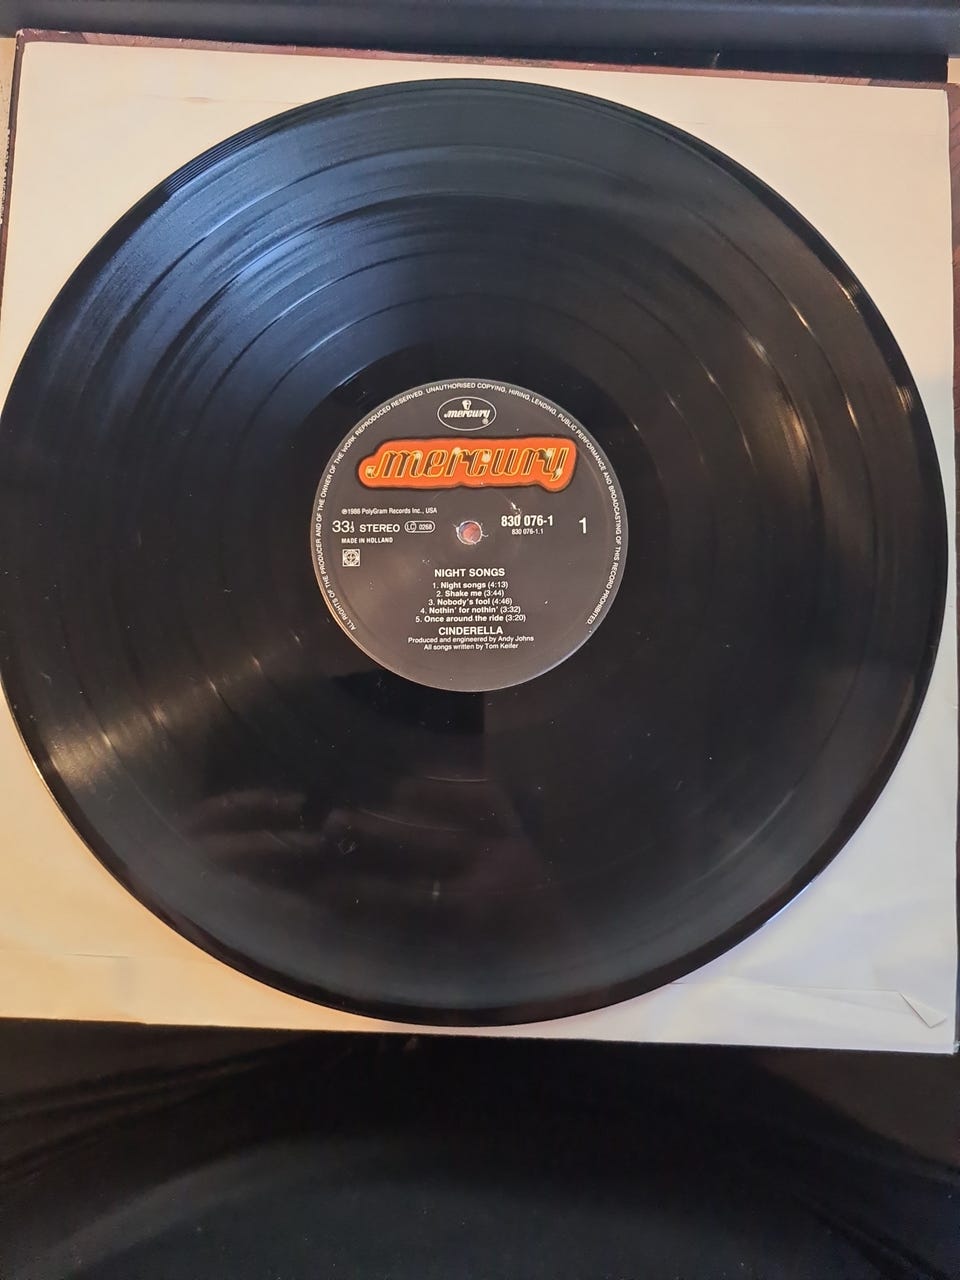 ALL RIGHTS OF THE PRODUCER AND OF THE OWNER OF THE WORK REPRODUCED RESERVED. UNAUTHORISED COPYING, HIRING, LENDING, PUBLIC PERFORMANCE AND BROADCASTING OF THIS RECORD PROHIBITED.
mercury
mercury
℗1986 PolyGram Records Inc., USA
33⅓ STEREO LC 0268
MADE IN HOLLAND
830 076-1
830 076-1.1
1
NIGHT SONGS
1. Night songs (4:13)
2. Shake me (3:44)
3. Nobody's fool (4:46)
4. Nothin' for nothin' (3:32)
5. Once around the ride (3:20)
CINDERELLA
Produced and engineered by Andy Johns
All songs written by Tom Keifer